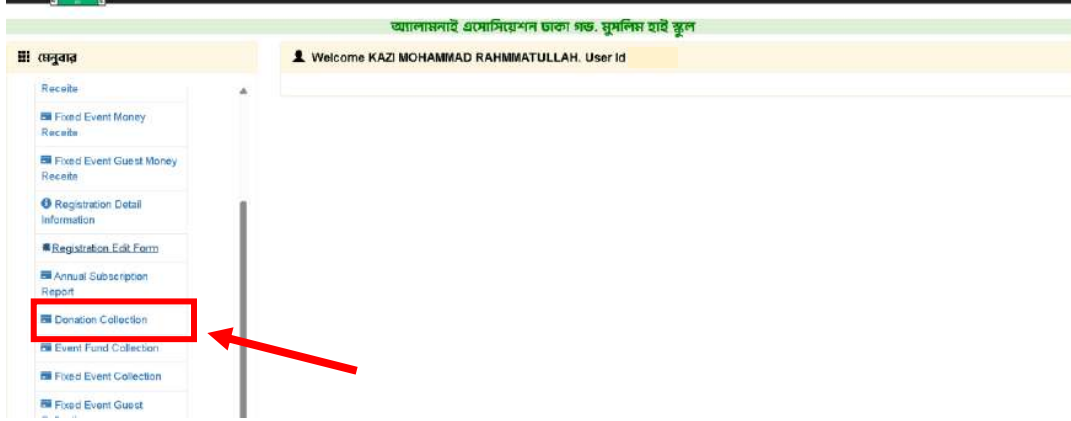 অ্যালামনাই এসোসিয়েশন ঢাকা গভ. মুসলিম হাই স্কুল
মেনুবার
Welcome KAZI MOHAMMAD RAHMMATULLAH. User Id
Receite
Fixed Event Money
Receite
Fixed Event Guest Money
Receite
Registration Detail
Information
Registration Edit Form
Annual Subscription
Report
Donation Collection
Event Fund Collection
Fixed Event Collection
Fixed Event Guest